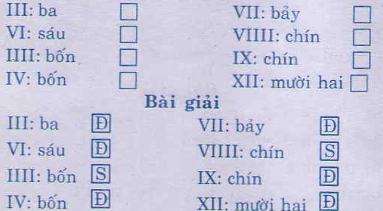 III: ba □ VII: bảy □
VI: sáu □ VIIII: chín □
IIII: bốn □ IX: chín □
IV: bốn □ XII: mười hai □
Bài giải
III: ba Đ VII: bảy Đ
VI: sáu Đ VIIII: chín S
IIII: bốn S IX: chín Đ
IV: bốn Đ XII: mười hai Đ